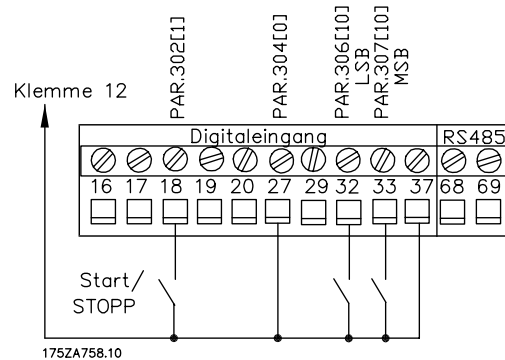 PAR.302[1]
PAR.304[0]
PAR.306[10]
LSB
PAR.307[10]
MSB
Klemme 12
Digitaleingang
RS485
16 17 18 19 20 27 29 32 33 37 68 69
Start/
STOPP
175ZA758.10